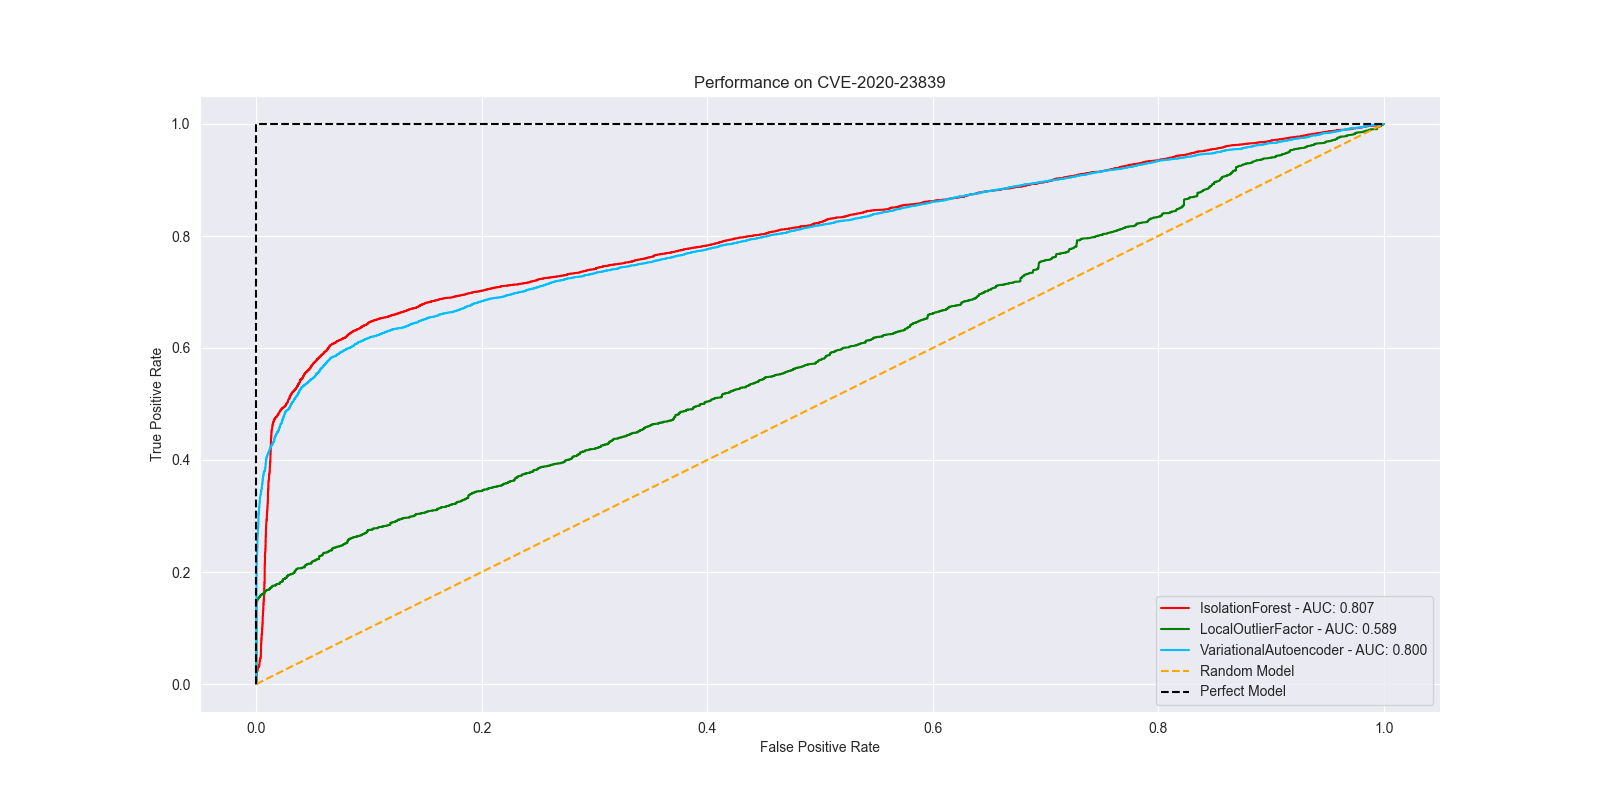 Performance on CVE-2020-23839
True Positive Rate
1.0
0.8
0.6
0.4
0.2
0.0
0.0 0.2 0.4 0.6 0.8 1.0
False Positive Rate
IsolationForest - AUC: 0.807
LocalOutlierFactor - AUC: 0.589
VariationalAutoencoder - AUC: 0.800
Random Model
Perfect Model